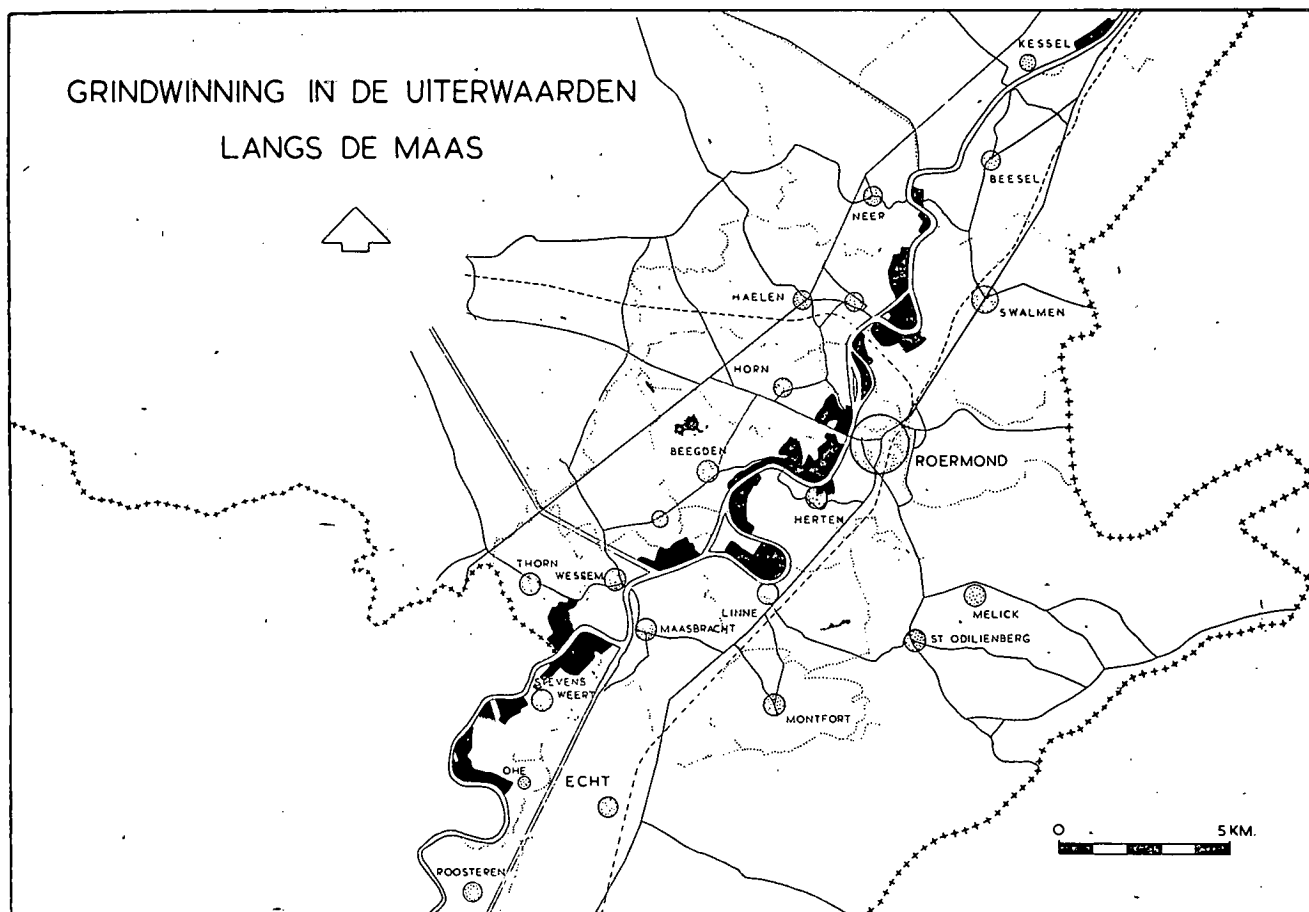 GRINDWINNING IN DE UITERWAARDEN
LANGS DE MAAS
KESSEL
BEESEL
NEER
HAELEN
SWALMEN
HORN
BEEGDEN
ROERMOND
HERTEN
THORN
WESSEM
LINNE
MELICK
MAASBRACHT
ST ODILIENBERG
STEVENS
WEERT
MONTFORT
OHE
ECHT
O 5 KM.
ROOSTEREN